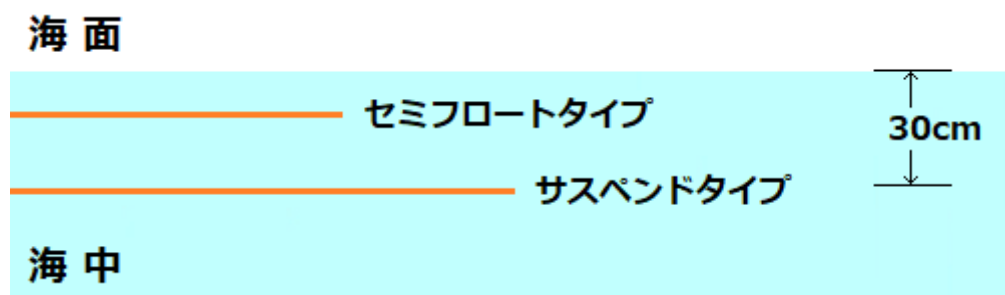 海 面
セミフロートタイプ
30cm
サスペンドタイプ
海 中